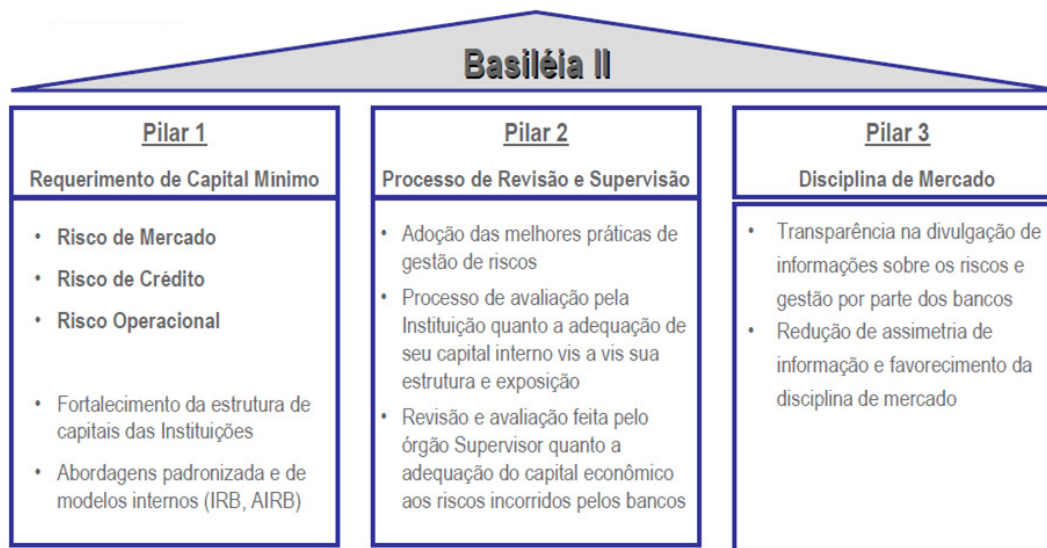 Basiléia II
Pilar 1
Requerimento de Capital Mínimo
• Risco de Mercado
• Risco de Crédito
• Risco Operacional
• Fortalecimento da estrutura de
capitais das Instituições
• Abordagens padronizada e de
modelos internos (IRB, AIRB)
Pilar 2
Processo de Revisão e Supervisão
• Adoção das melhores práticas de
gestão de riscos
• Processo de avaliação pela
Instituição quanto a adequação de
seu capital interno vis a vis sua
estrutura e exposição
• Revisão e avaliação feita pelo
órgão Supervisor quanto a
adequação do capital econômico
aos riscos incorridos pelos bancos
Pilar 3
Disciplina de Mercado
• Transparência na divulgação de
informações sobre os riscos e
gestão por parte dos bancos
• Redução de assimetria de
informação e favorecimento da
disciplina de mercado